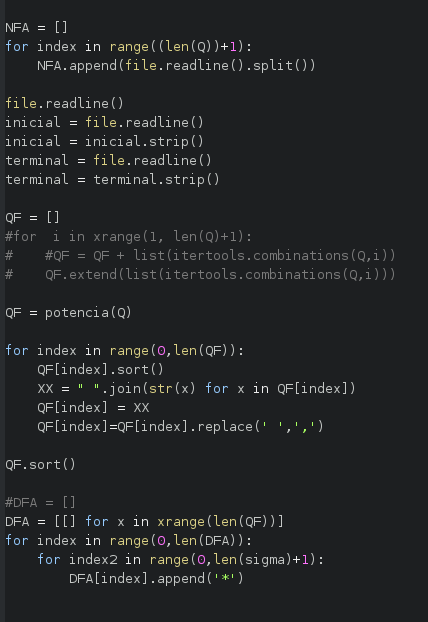 NFA = []
for index in range((len(Q))+1):
    NFA.append(file.readline().split())
file.readline()
inicial = file.readline()
inicial = inicial.strip()
terminal = file.readline()
terminal = terminal.strip()
QF = []
#for  i in xrange(1, len(Q)+1):
#    #QF = QF + list(itertools.combinations(Q,i))
#    QF.extend(list(itertools.combinations(Q,i)))
QF = potencia(Q)
for index in range(0,len(QF)):
    QF[index].sort()
    XX = " ".join(str(x) for x in QF[index])
    QF[index] = XX
    QF[index]=QF[index].replace(' ',',')
QF.sort()
#DFA = []
DFA = [[] for x in xrange(len(QF))]
for index in range(0,len(DFA)):
    for index2 in range(0,len(sigma)+1):
        DFA[index].append('*')